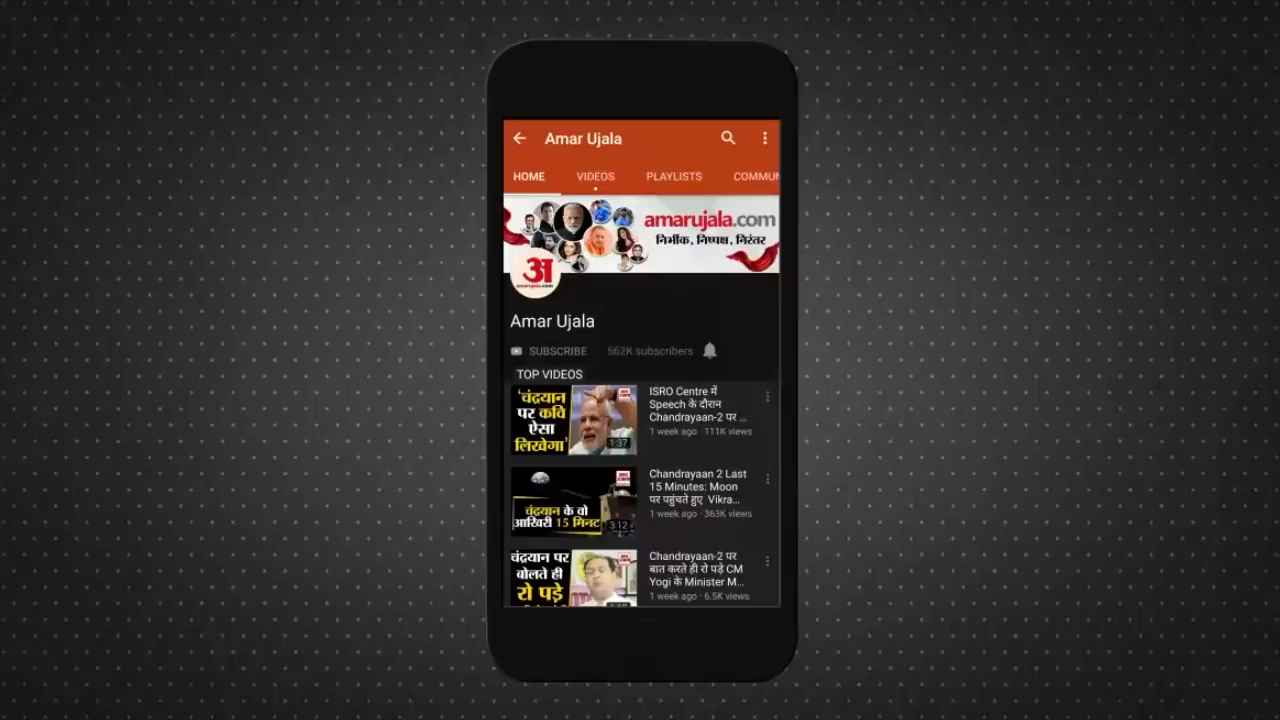 Amar Ujala
HOME VIDEOS PLAYLISTS COMMUN
amarujala.com
निर्भीक, निष्पक्ष, निरंतर
अ
amarujala.com
Amar Ujala
SUBSCRIBE 562K subscribers
TOP VIDEOS
'चंद्रयान
पर कवि
ऐसा
लिखेगा'
1:37
ISRO Centre में
Speech के दौरान
Chandrayaan-2 पर ...
1 week ago · 111K views
चंद्रयान के वो
आखिरी 15 मिनट
3:12
Chandrayaan 2 Last
15 Minutes: Moon
पर पहुंचते हुए Vikra...
1 week ago · 363K views
चंद्रयान पर
बोलते ही
रो पड़े
Chandrayaan-2 पर
बात करते ही रो पड़े CM
Yogi के Minister M...
1 week ago · 6.5K views